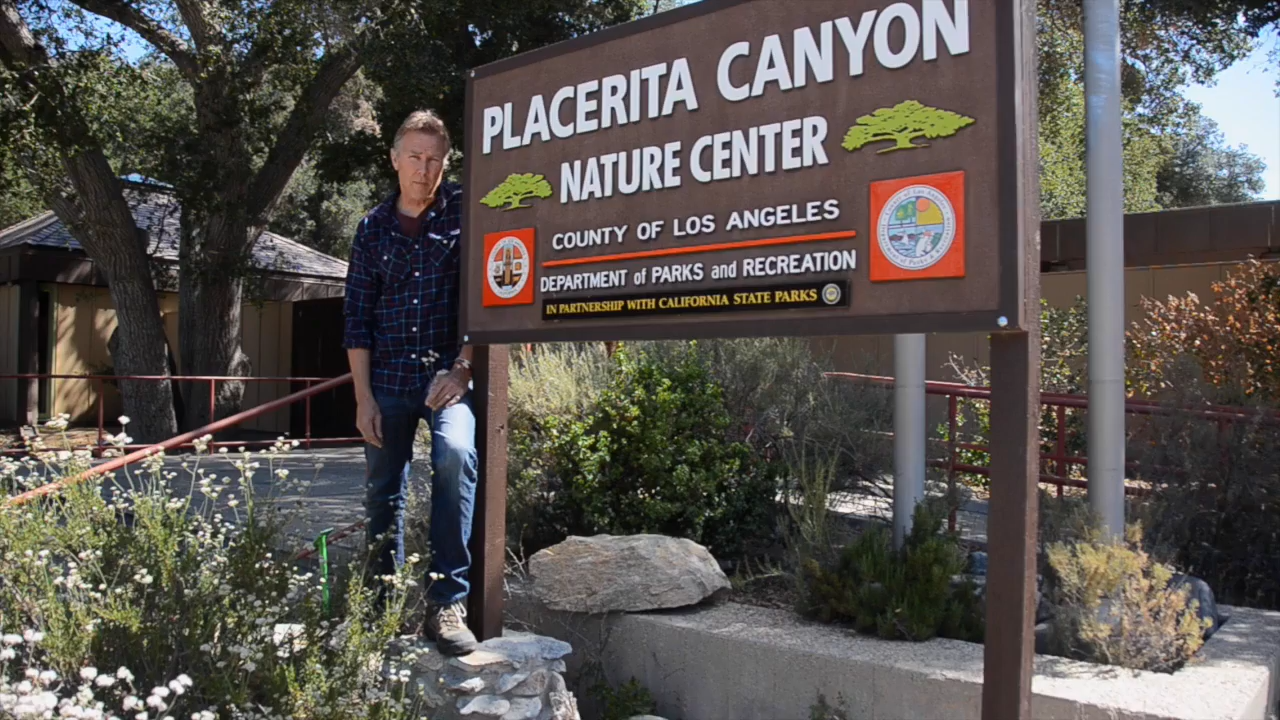 PLACERITA CANYON
NATURE CENTER
COUNTY OF LOS ANGELES
DEPARTMENT of PARKS and RECREATION
IN PARTNERSHIP WITH CALIFORNIA STATE PARKS